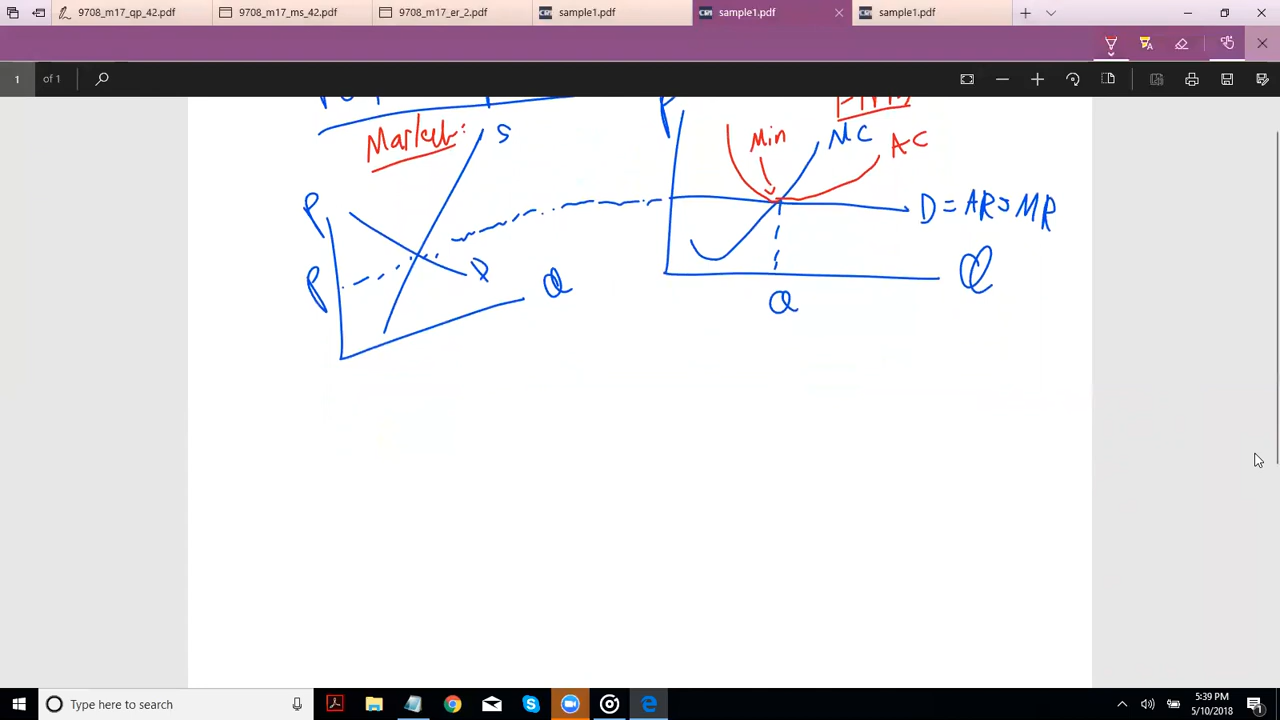 9708_m17_qp_42.pdf 9708_m17_ms_42.pdf 9708_m17_er_2.pdf sample1.pdf sample1.pdf sample1.pdf
1 of 1
Market: S
P
P
D Q
P
Min MC AC
D = AR = MR
Q
Q
Type here to search
5:39 PM
5/10/2018